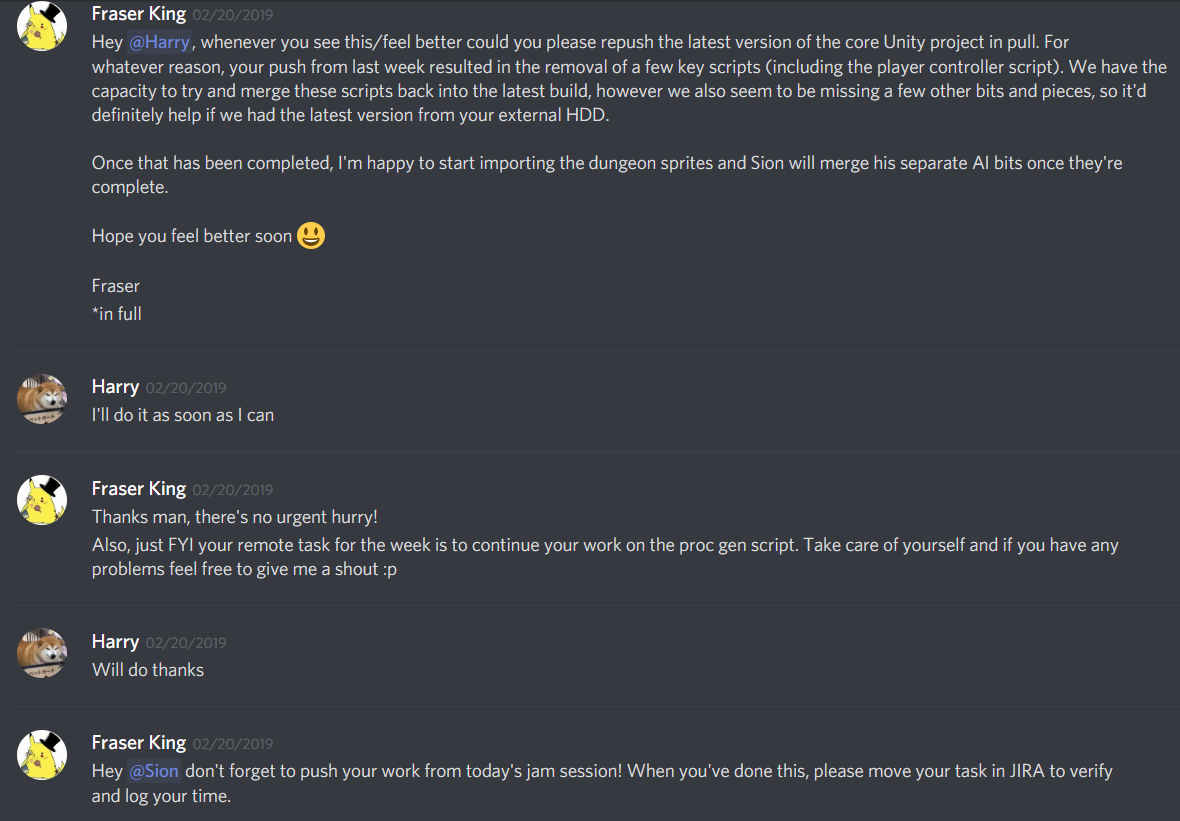 Fraser King 02/20/2019
Hey @Harry, whenever you see this/feel better could you please repush the latest version of the core Unity project in pull. For
whatever reason, your push from last week resulted in the removal of a few key scripts (including the player controller script). We have the
capacity to try and merge these scripts back into the latest build, however we also seem to be missing a few other bits and pieces, so it'd
definitely help if we had the latest version from your external HDD.
Once that has been completed, I'm happy to start importing the dungeon sprites and Sion will merge his separate AI bits once they're
complete.
Hope you feel better soon 😃
Fraser
*in full
Harry 02/20/2019
I'll do it as soon as I can
Fraser King 02/20/2019
Thanks man, there's no urgent hurry!
Also, just FYI your remote task for the week is to continue your work on the proc gen script. Take care of yourself and if you have any
problems feel free to give me a shout :p
Harry 02/20/2019
Will do thanks
Fraser King 02/20/2019
Hey @Sion don't forget to push your work from today's jam session! When you've done this, please move your task in JIRA to verify
and log your time.